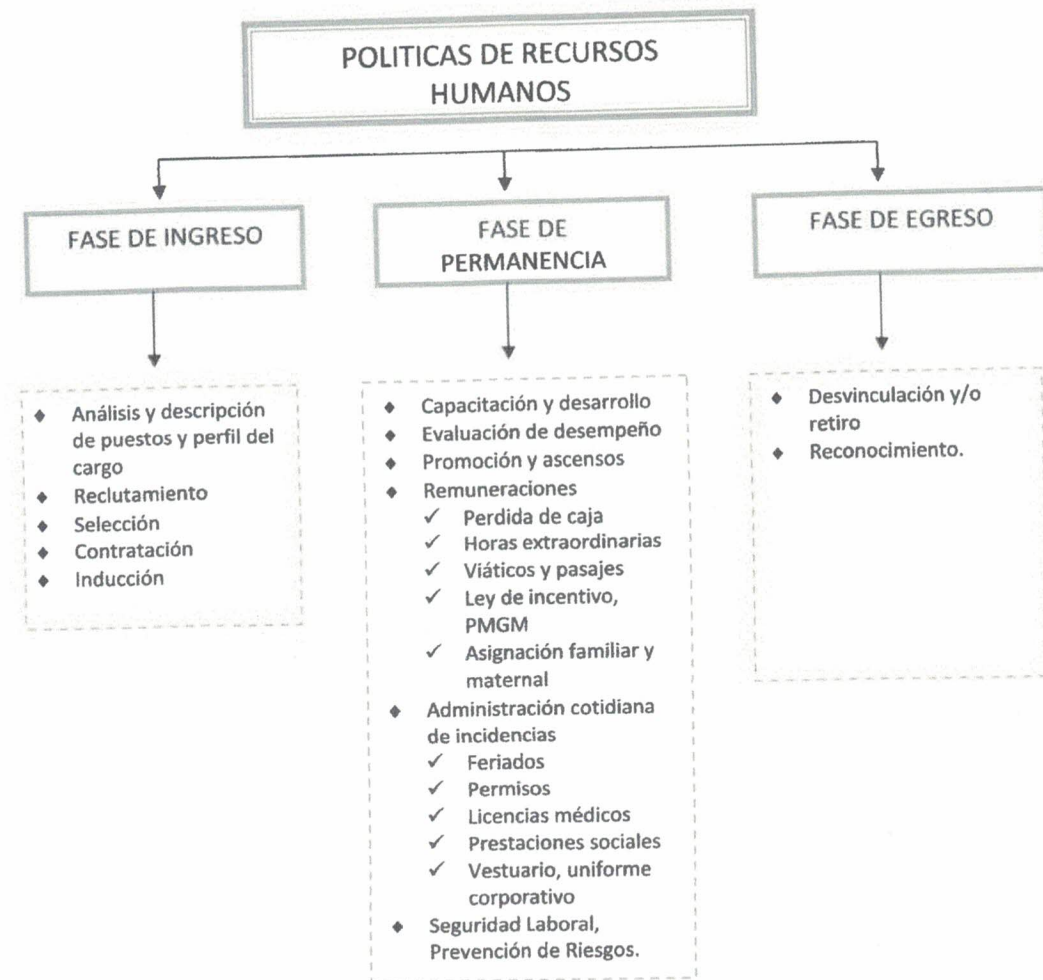 POLITICAS DE RECURSOS
HUMANOS
FASE DE INGRESO
FASE DE
PERMANENCIA
FASE DE EGRESO
♦ Análisis y descripción
de puestos y perfil del
cargo
♦ Reclutamiento
♦ Selección
♦ Contratación
♦ Inducción
♦ Capacitación y desarrollo
♦ Evaluación de desempeño
♦ Promoción y ascensos
♦ Remuneraciones
✓ Perdida de caja
✓ Horas extraordinarias
✓ Viáticos y pasajes
✓ Ley de incentivo,
PMGM
✓ Asignación familiar y
maternal
♦ Administración cotidiana
de incidencias
✓ Feriados
✓ Permisos
✓ Licencias médicos
✓ Prestaciones sociales
✓ Vestuario, uniforme
corporativo
♦ Seguridad Laboral,
Prevención de Riesgos.
♦ Desvinculación y/o
retiro
♦ Reconocimiento.